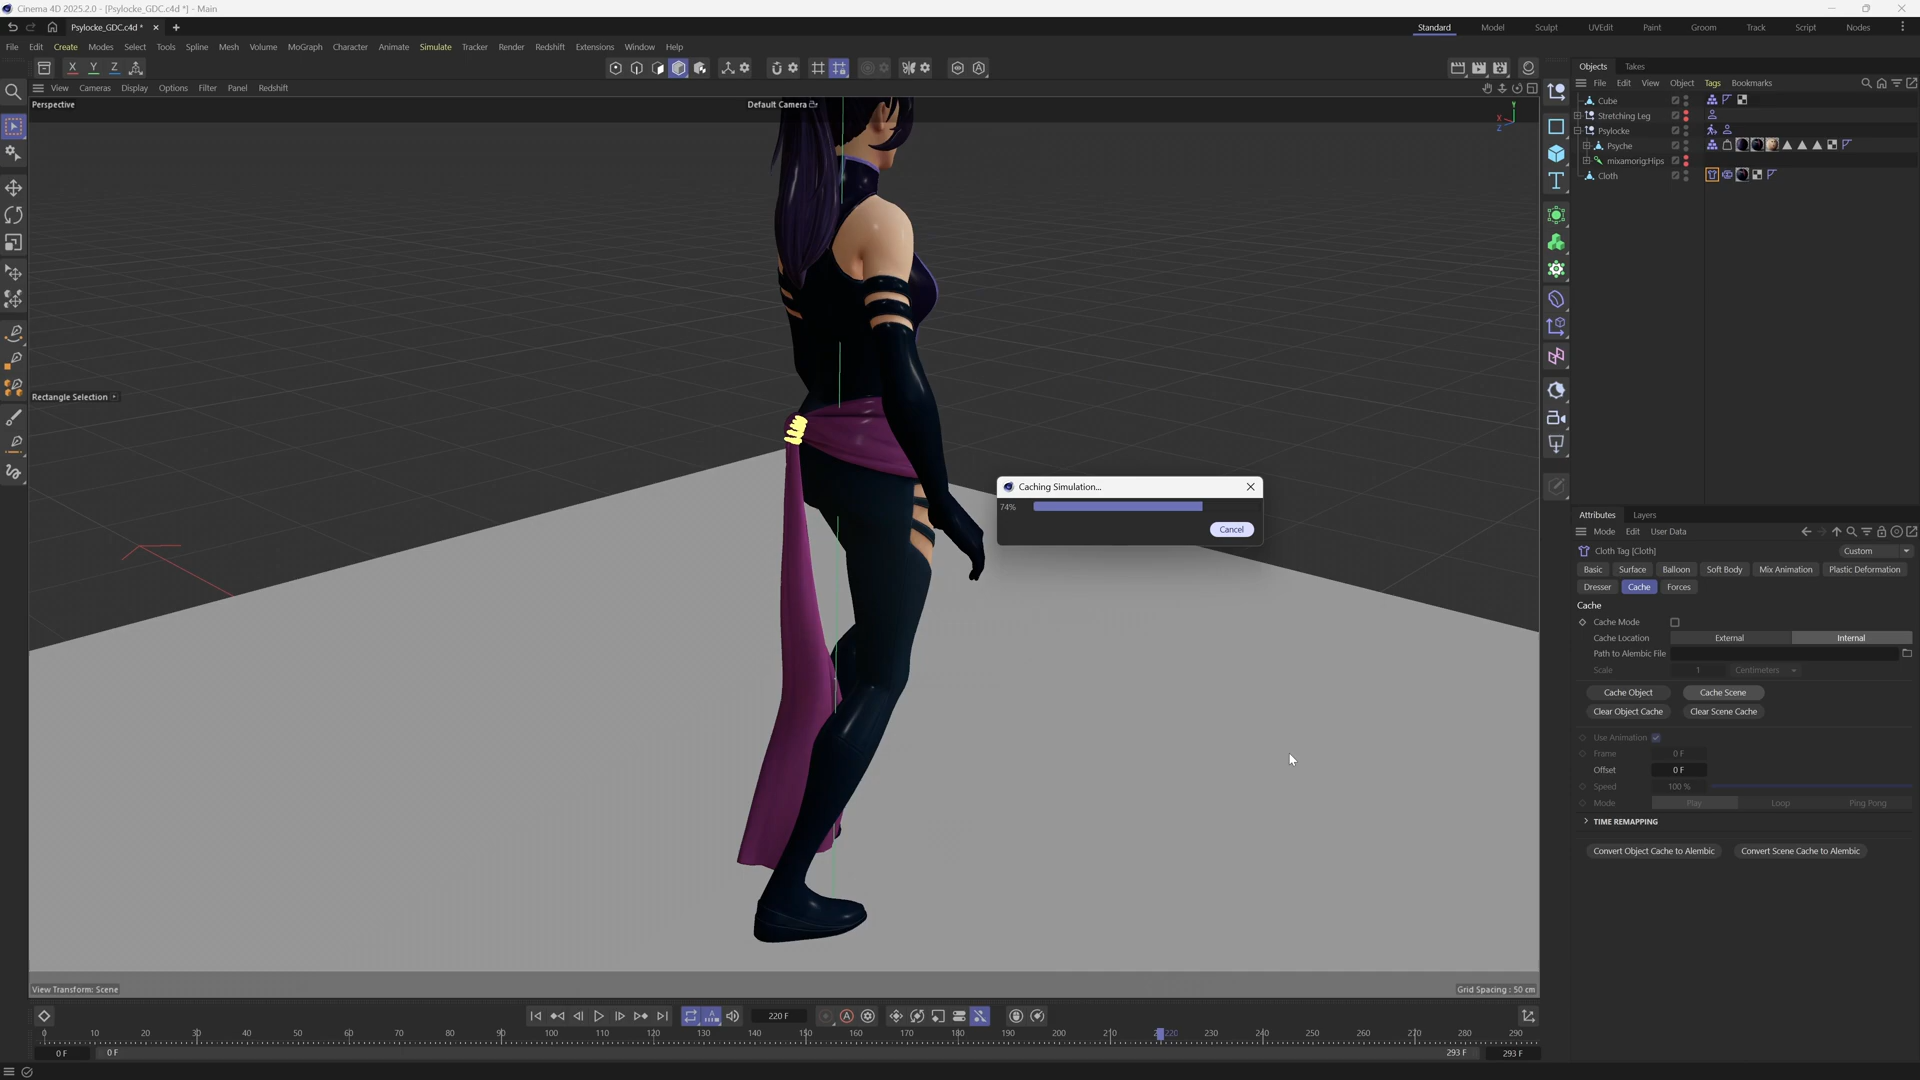 Cinema 4D 2025.2.0 - [Psylocke_GDC.c4d *] - Main
Psylocke_GDC.c4d * × +
Standard Model Sculpt UVEdit Paint Groom Track Script Nodes
File Edit Create Modes Select Tools Spline Mesh Volume MoGraph Character Animate Simulate Tracker Render Redshift Extensions Window Help
X Y Z
Objects Takes
View Cameras Display Options Filter Panel Redshift
File Edit View Object Tags Bookmarks
Perspective
Default Camera
Y
X
Z
Cube
Stretching Leg
Psylocke
Psyche
mixamorig:Hips
Cloth
Rectangle Selection
Caching Simulation...
74%
Cancel
Attributes Layers
Mode Edit User Data
Cloth Tag [Cloth]
Custom
Basic Surface Balloon Soft Body Mix Animation Plastic Deformation
Dresser Cache Forces
Cache
Cache Mode
Cache Location External Internal
Path to Alembic File
Scale 1 Centimeters
Cache Object Cache Scene
Clear Object Cache Clear Scene Cache
Use Animation
Frame 0 F
Offset 0 F
Speed 100 %
Mode Play Loop Ping Pong
TIME REMAPPING
Convert Object Cache to Alembic Convert Scene Cache to Alembic
View Transform: Scene
Grid Spacing : 50 cm
220 F
0 10 20 30 40 50 60 70 80 90 100 110 120 130 140 150 160 170 180 190 200 210 220 230 240 250 260 270 280 290
0 F 0 F 293 F 293 F